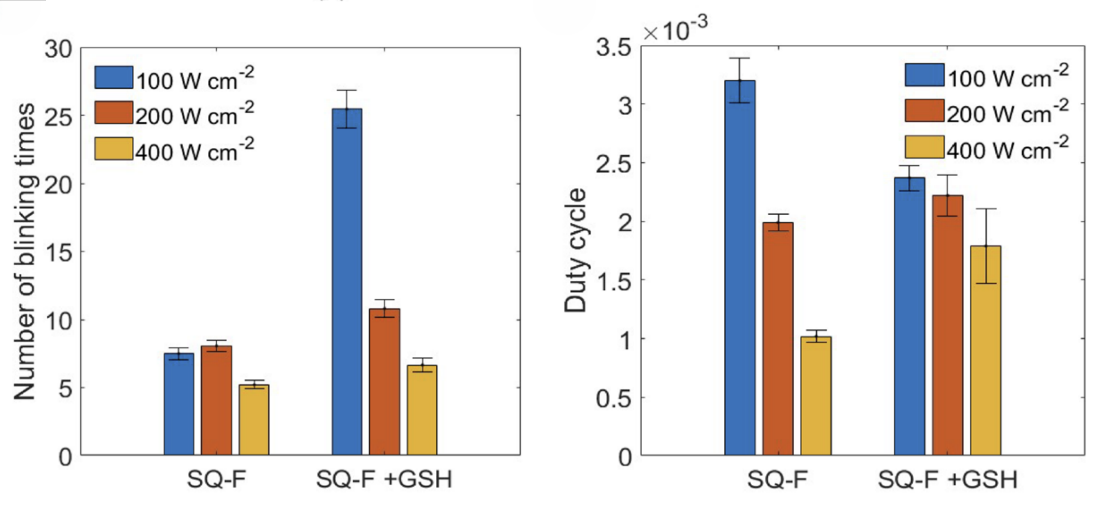 30
25
20
15
10
5
0
Number of blinking times
100 W cm-2
200 W cm-2
400 W cm-2
SQ-F
SQ-F +GSH
×10-3
3.5
3
2.5
2
1.5
1
0.5
0
Duty cycle
100 W cm-2
200 W cm-2
400 W cm-2
SQ-F
SQ-F +GSH